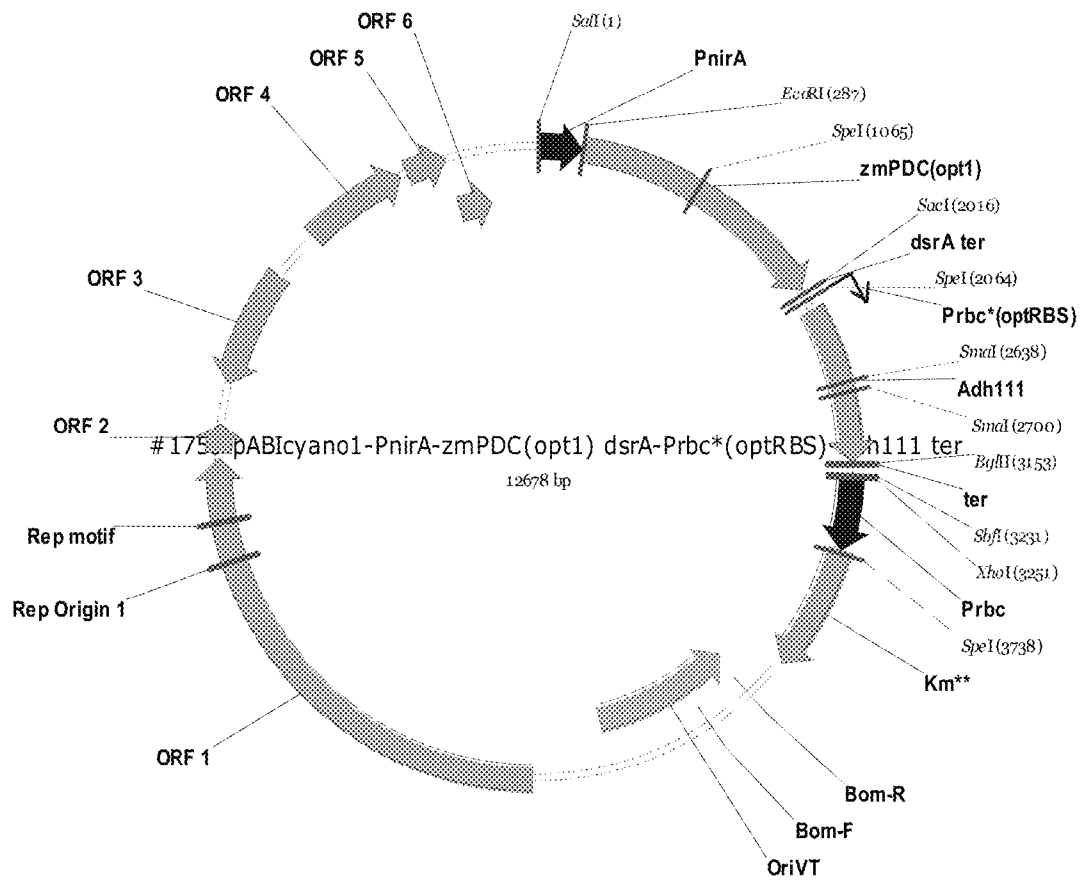 ORF 6
SalI (1)
ORF 5
PnirA
ORF 4
EcoRI (287)
SpeI (1065)
zmPDC(opt1)
SacI (2016)
dsrA ter
ORF 3
SpeI (2064)
Prbc*(optRBS)
SmaI (2638)
Adh111
ORF 2
SmaI (2700)
pABIcyano1-PnirA-zmPDC(opt1) dsrA-Prbc*(optRBS) ter
BglII (3153)
12678 bp
ter
Rep motif
SbfI (3231)
XhoI (3251)
Rep Origin 1
Prbc
SpeI (3738)
Km**
ORF 1
Bom-R
Bom-F
OriVT